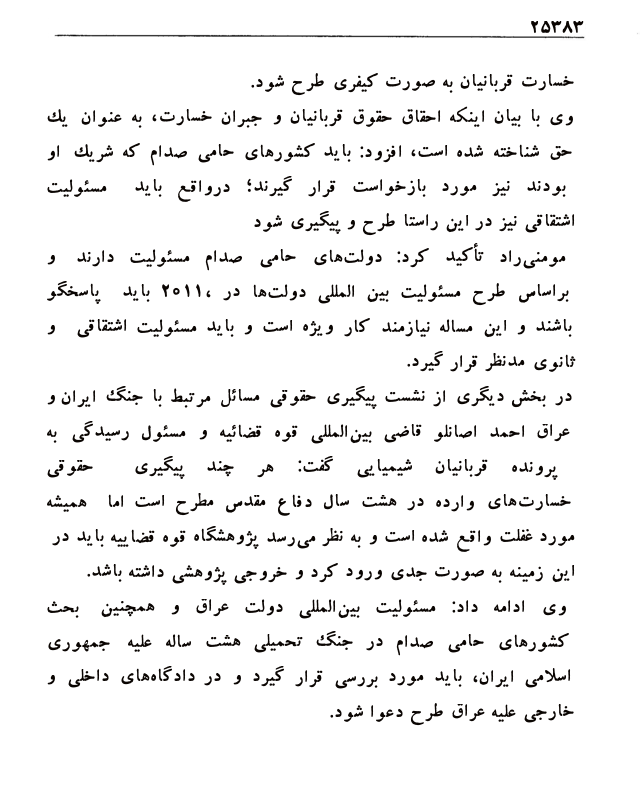 ۲۵۳۸۳
خسارت قربانیان به صورت کیفری طرح شود.
وی با بیان اینکه احقاق حقوق قربانیان و جبران خسارت، به عنوان یك
حق شناخته شده است، افزود: باید کشورهای حامی صدام که شریك او
بودند نیز مورد بازخواست قرار گیرند؛ درواقع باید مسئولیت
اشتقاقی نیز در این راستا طرح و پیگیری شود
مومنی‌راد تأکید کرد: دولت‌های حامی صدام مسئولیت دارند و
براساس طرح مسئولیت بین المللی دولت‌ها در ،۲۰۱۱ باید پاسخگو
باشند و این مساله نیازمند کار ویژه است و باید مسئولیت اشتقاقی و
ثانوی مدنظر قرار گیرد.
در بخش دیگری از نشست پیگیری حقوقی مسائل مرتبط با جنگ ایران و
عراق احمد اصانلو قاضی بین‌المللی قوه قضائیه و مسئول رسیدگی به
پرونده قربانیان شیمیایی گفت: هر چند پیگیری حقوقی
خسارت‌های وارده در هشت سال دفاع مقدس مطرح است اما همیشه
مورد غفلت واقع شده است و به نظر می‌رسد پژوهشگاه قوه قضاییه باید در
این زمینه به صورت جدی ورود کرد و خروجی پژوهشی داشته باشد.
وی ادامه داد: مسئولیت بین‌المللی دولت عراق و همچنین بحث
کشورهای حامی صدام در جنگ تحمیلی هشت ساله علیه جمهوری
اسلامی ایران، باید مورد بررسی قرار گیرد و در دادگاه‌های داخلی و
خارجی علیه عراق طرح دعوا شود.